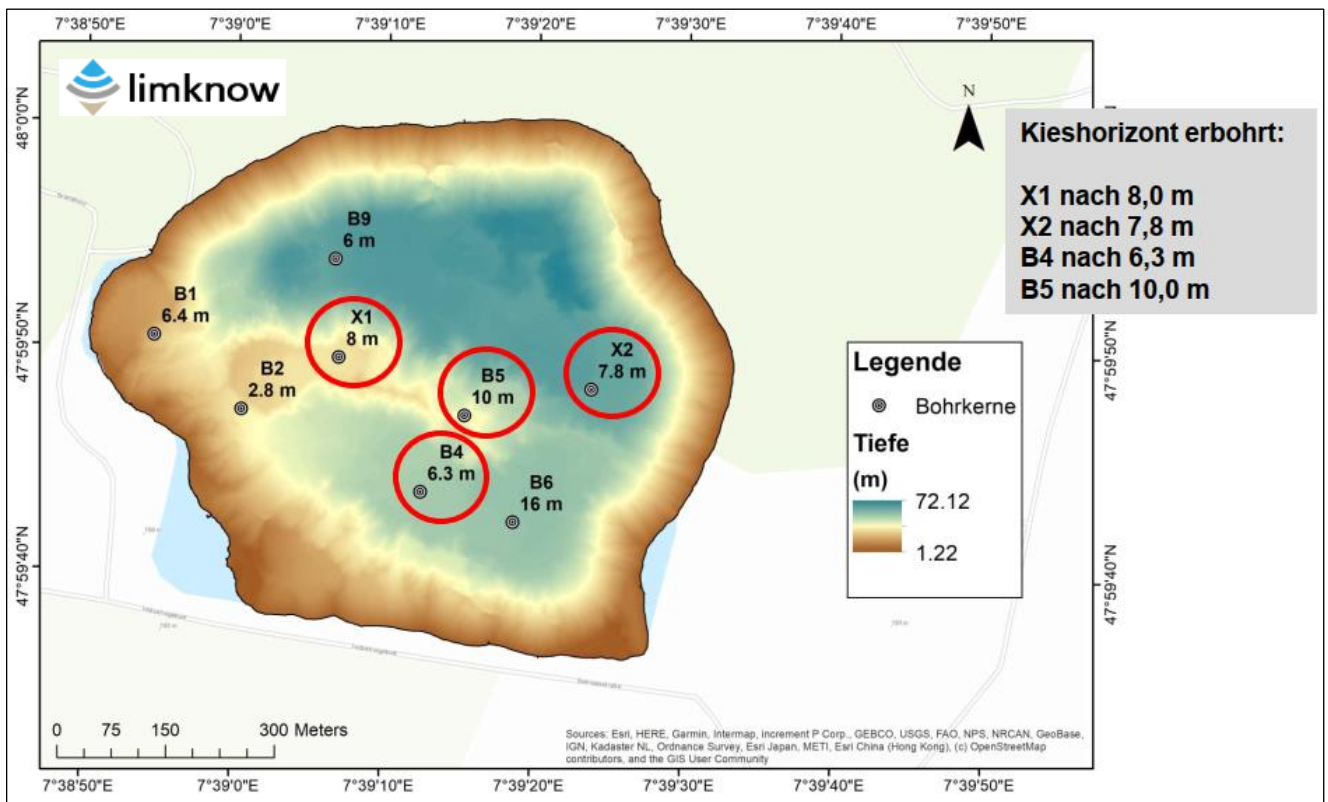 7°38'50"E 7°39'0"E 7°39'10"E 7°39'20"E 7°39'30"E 7°39'40"E 7°39'50"E
limknow
N
48°0'0"N
47°59'50"N
47°59'40"N
47°59'50"N
47°59'40"N
Kieshorizont erbohrt:
X1 nach 8,0 m
X2 nach 7,8 m
B4 nach 6,3 m
B5 nach 10,0 m
B9
6 m
B1
6.4 m
X1
8 m
B2
2.8 m
B5
10 m
X2
7.8 m
B4
6.3 m
B6
16 m
Legende
Bohrkerne
Tiefe
(m)
72.12
1.22
0 75 150 300 Meters
Sources: Esri, HERE, Garmin, Intermap, increment P Corp., GEBCO, USGS, FAO, NPS, NRCAN, GeoBase,
IGN, Kadaster NL, Ordnance Survey, Esri Japan, METI, Esri China (Hong Kong), (c) OpenStreetMap
contributors, and the GIS User Community
7°38'50"E 7°39'0"E 7°39'10"E 7°39'20"E 7°39'30"E 7°39'40"E 7°39'50"E